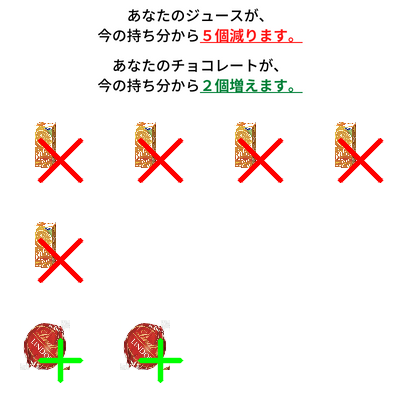 あなたのジュースが、
今の持ち分から５個減ります。
あなたのチョコレートが、
今の持ち分から２個増えます。